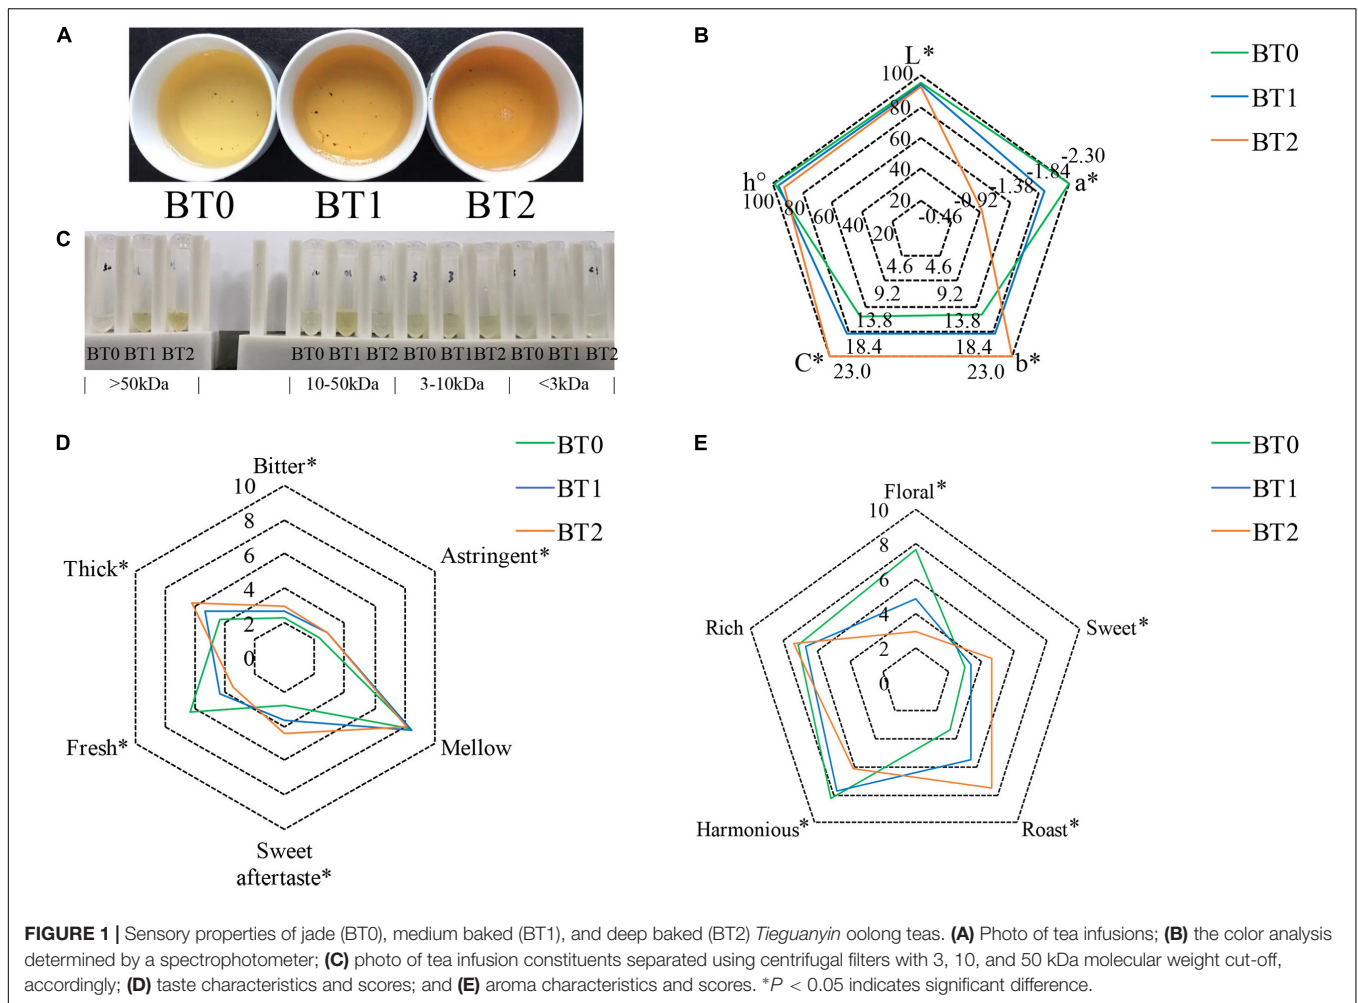 A
BT0 BT1 BT2
B
L*
100
80
60
40
20
a*
-2.30
-1.84
-1.38
-0.92
-0.46
b*
4.6
9.2
13.8
18.4
23.0
C*
4.6
9.2
13.8
18.4
23.0
h°
100
80
60
40
20
BT0
BT1
BT2
C
BT0 BT1 BT2 BT0 BT1 BT2 BT0 BT1 BT2 BT0 BT1 BT2
>50kDa 10-50kDa 3-10kDa <3kDa
D
BT0
BT1
BT2
Bitter*
10
8
6
4
2
0
Astringent*
Mellow
Sweet
aftertaste*
Fresh*
Thick*
E
BT0
BT1
BT2
Floral*
10
8
6
4
2
0
Sweet*
Roast*
Harmonious*
Rich
FIGURE 1 | Sensory properties of jade (BT0), medium baked (BT1), and deep baked (BT2) Tieguanyin oolong teas. (A) Photo of tea infusions; (B) the color analysis
determined by a spectrophotometer; (C) photo of tea infusion constituents separated using centrifugal filters with 3, 10, and 50 kDa molecular weight cut-off,
accordingly; (D) taste characteristics and scores; and (E) aroma characteristics and scores. *P < 0.05 indicates significant difference.